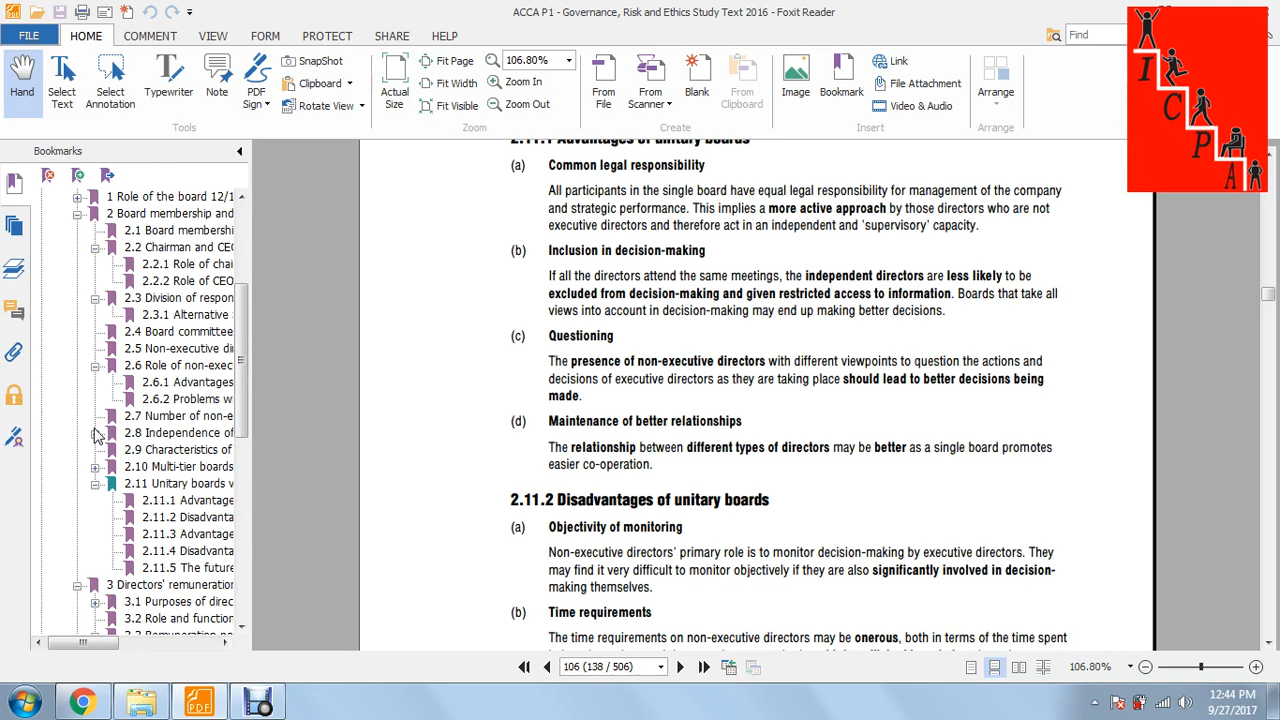 ACCA P1 - Governance, Risk and Ethics Study Text 2016 - Foxit Reader
FILE
HOME
COMMENT
VIEW
FORM
PROTECT
SHARE
HELP
Find
Hand
Select Text
Select Annotation
Typewriter
Note
PDF Sign
SnapShot
Clipboard
Rotate View
Tools
Actual Size
Fit Page
Fit Width
Fit Visible
106.80%
Zoom In
Zoom Out
Zoom
From File
From Scanner
Blank
From Clipboard
Create
Image
Bookmark
Link
File Attachment
Video & Audio
Insert
Arrange
Arrange
I
C
P
A
Bookmarks
1 Role of the board 12/1
2 Board membership and
2.1 Board membershi
2.2 Chairman and CEO
2.2.1 Role of chai
2.2.2 Role of CEO
2.3 Division of respon
2.3.1 Alternative
2.4 Board committee
2.5 Non-executive di
2.6 Role of non-exec
2.6.1 Advantages
2.6.2 Problems w
2.7 Number of non-e
2.8 Independence of
2.9 Characteristics of
2.10 Multi-tier boards
2.11 Unitary boards v
2.11.1 Advantage
2.11.2 Disadvanta
2.11.3 Advantage
2.11.4 Disadvanta
2.11.5 The future
3 Directors' remuneration
3.1 Purposes of direc
3.2 Role and function
2.11.1 Advantages of unitary boards
(a) Common legal responsibility
All participants in the single board have equal legal responsibility for management of the company
and strategic performance. This implies a more active approach by those directors who are not
executive directors and therefore act in an independent and 'supervisory' capacity.
(b) Inclusion in decision-making
If all the directors attend the same meetings, the independent directors are less likely to be
excluded from decision-making and given restricted access to information. Boards that take all
views into account in decision-making may end up making better decisions.
(c) Questioning
The presence of non-executive directors with different viewpoints to question the actions and
decisions of executive directors as they are taking place should lead to better decisions being
made.
(d) Maintenance of better relationships
The relationship between different types of directors may be better as a single board promotes
easier co-operation.
2.11.2 Disadvantages of unitary boards
(a) Objectivity of monitoring
Non-executive directors' primary role is to monitor decision-making by executive directors. They
may find it very difficult to monitor objectively if they are also significantly involved in decision-
making themselves.
(b) Time requirements
The time requirements on non-executive directors may be onerous, both in terms of the time spent
106 (138 / 506)
106.80%
12:44 PM
9/27/2017